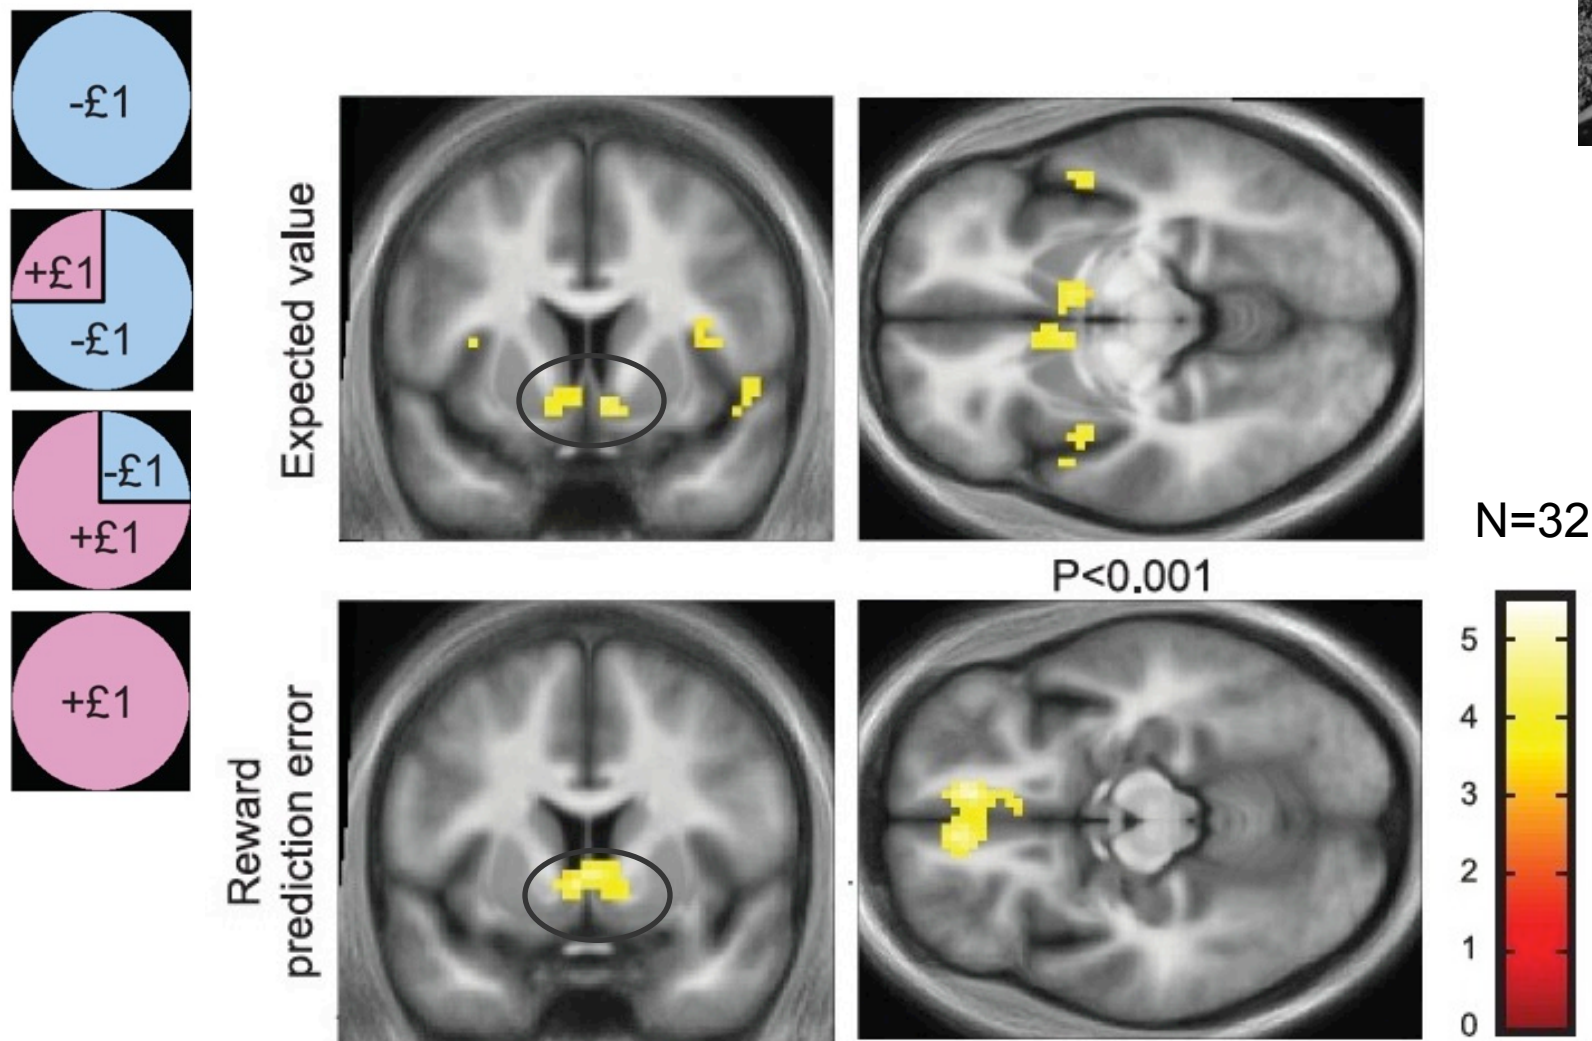 -£1
+£1
-£1
-£1
+£1
+£1
Expected value
N=32
P<0.001
Reward
prediction error
5
4
3
2
1
0